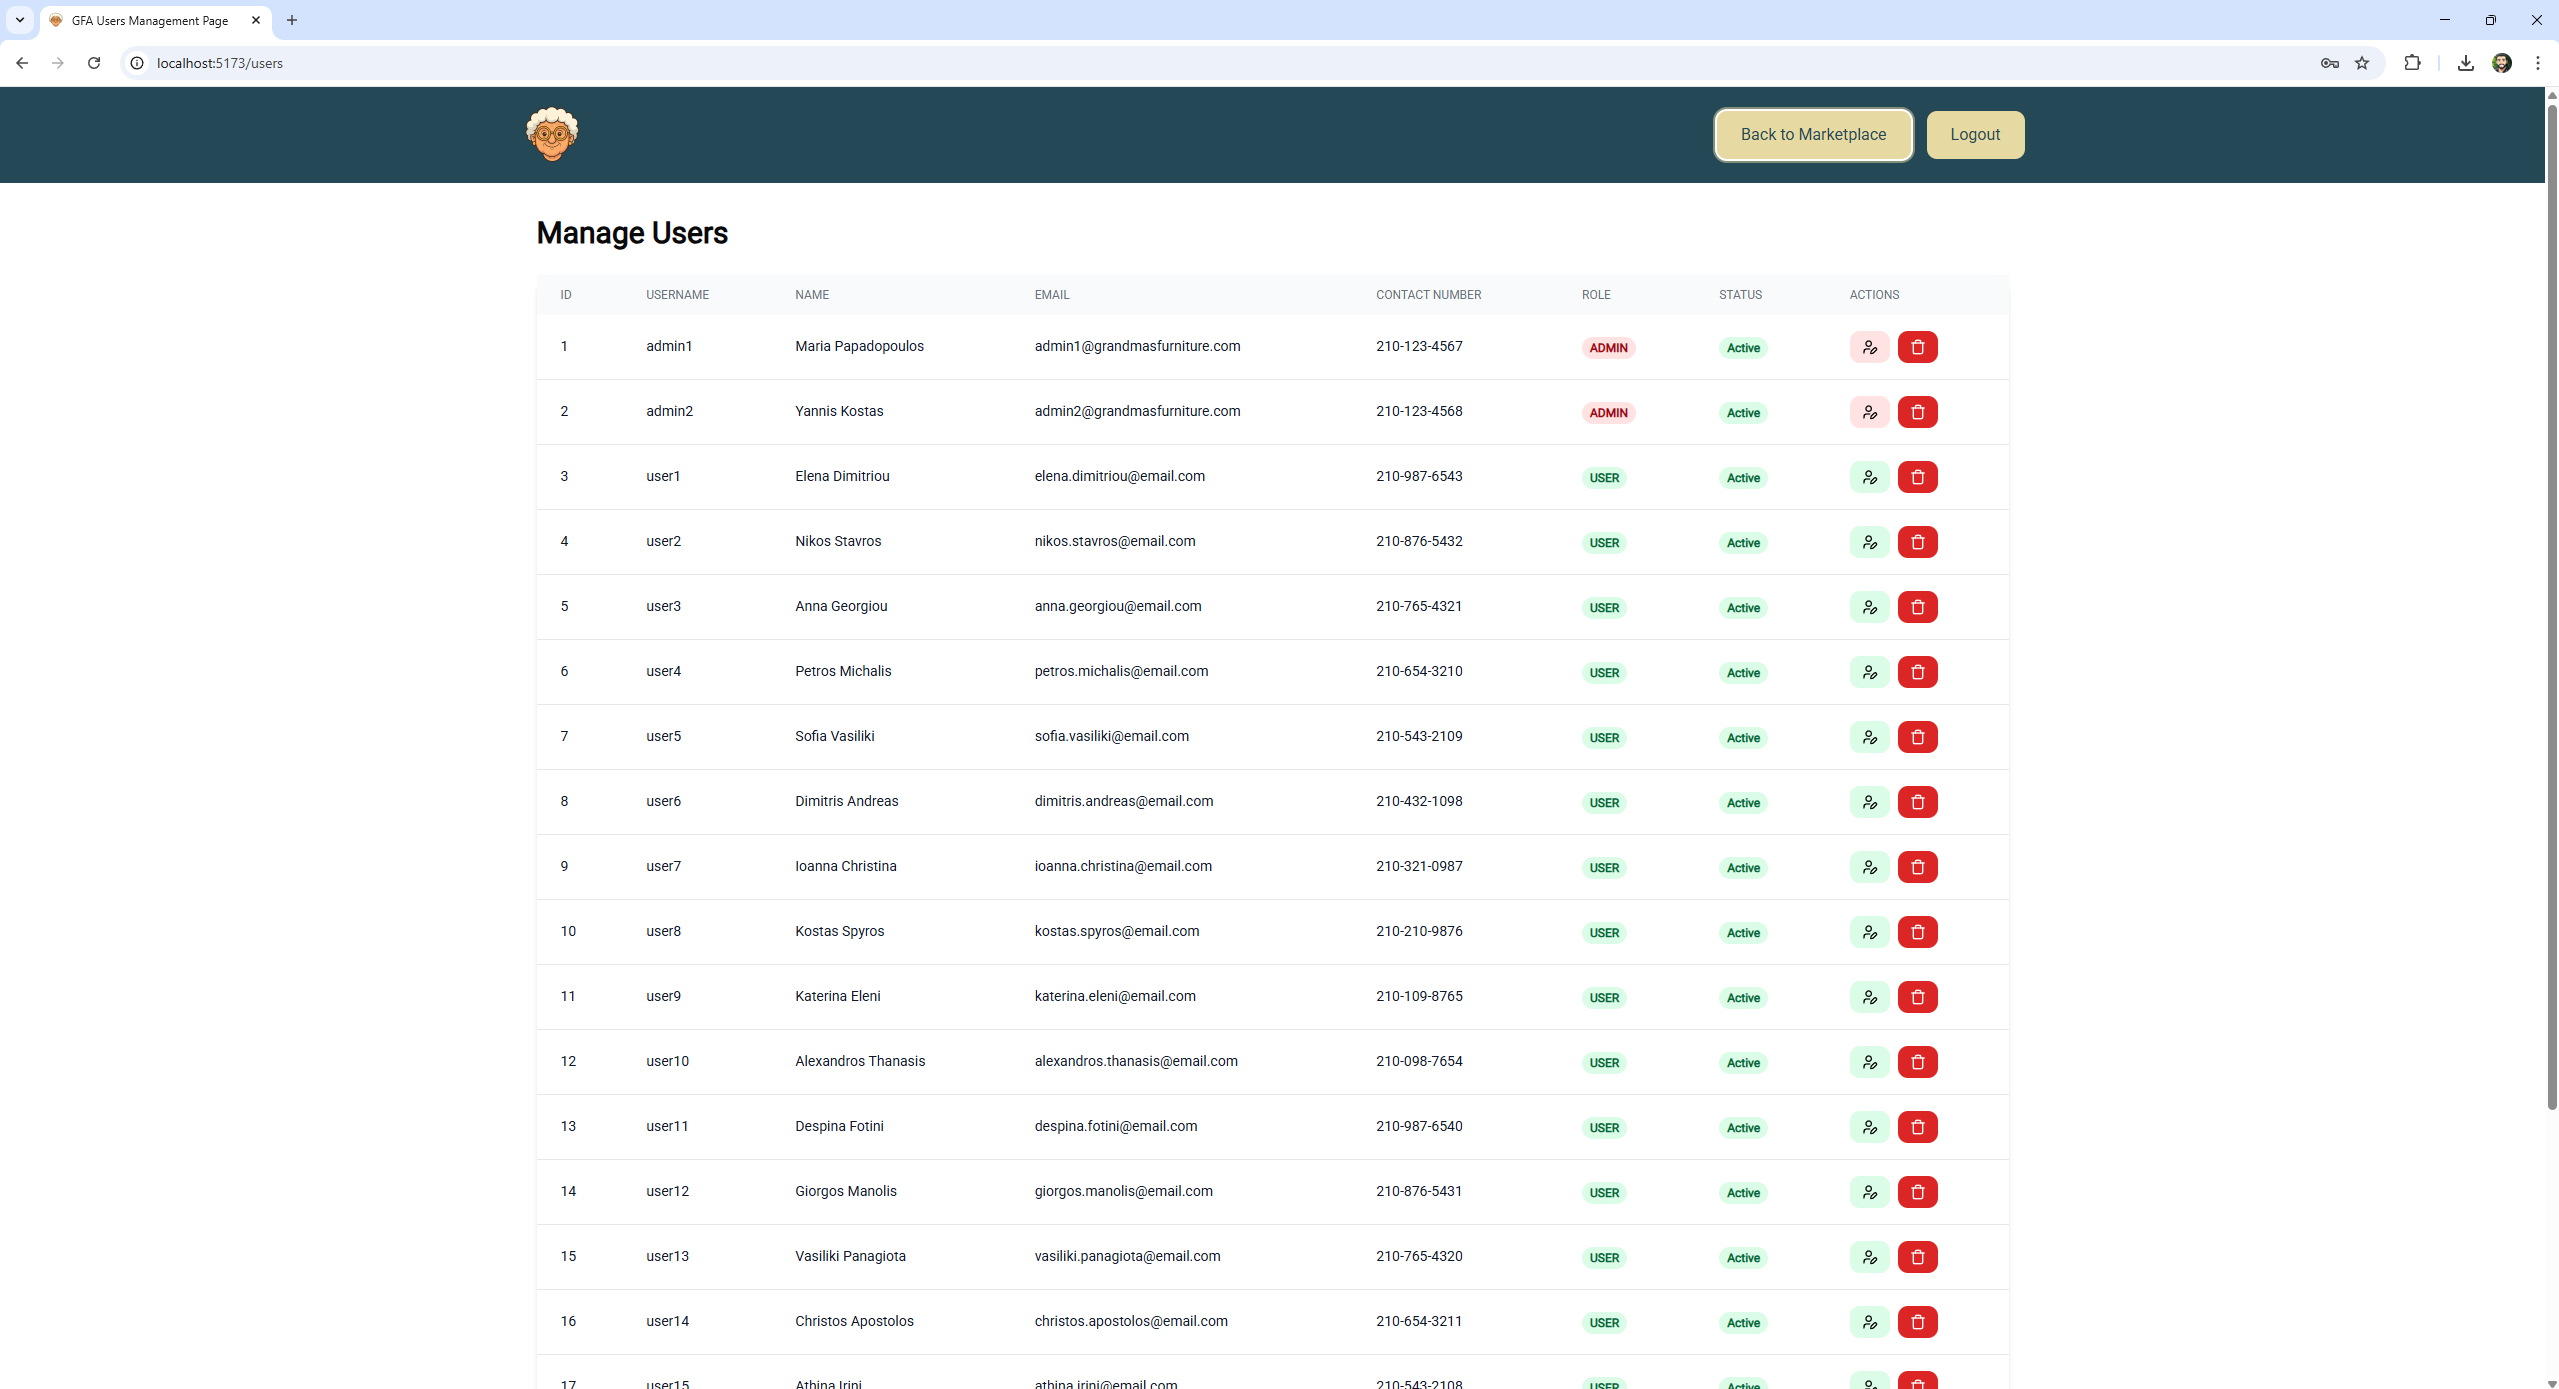 GFA Users Management Page
localhost:5173/users
Back to Marketplace Logout
Manage Users
ID USERNAME NAME EMAIL CONTACT NUMBER ROLE STATUS ACTIONS
1 admin1 Maria Papadopoulos admin1@grandmasfurniture.com 210-123-4567 ADMIN Active
2 admin2 Yannis Kostas admin2@grandmasfurniture.com 210-123-4568 ADMIN Active
3 user1 Elena Dimitriou elena.dimitriou@email.com 210-987-6543 USER Active
4 user2 Nikos Stavros nikos.stavros@email.com 210-876-5432 USER Active
5 user3 Anna Georgiou anna.georgiou@email.com 210-765-4321 USER Active
6 user4 Petros Michalis petros.michalis@email.com 210-654-3210 USER Active
7 user5 Sofia Vasiliki sofia.vasiliki@email.com 210-543-2109 USER Active
8 user6 Dimitris Andreas dimitris.andreas@email.com 210-432-1098 USER Active
9 user7 Ioanna Christina ioanna.christina@email.com 210-321-0987 USER Active
10 user8 Kostas Spyros kostas.spyros@email.com 210-210-9876 USER Active
11 user9 Katerina Eleni katerina.eleni@email.com 210-109-8765 USER Active
12 user10 Alexandros Thanasis alexandros.thanasis@email.com 210-098-7654 USER Active
13 user11 Despina Fotini despina.fotini@email.com 210-987-6540 USER Active
14 user12 Giorgos Manolis giorgos.manolis@email.com 210-876-5431 USER Active
15 user13 Vasiliki Panagiota vasiliki.panagiota@email.com 210-765-4320 USER Active
16 user14 Christos Apostolos christos.apostolos@email.com 210-654-3211 USER Active
17 user15 Athina Irini athina.irini@email.com 210-543-2108 USER Active